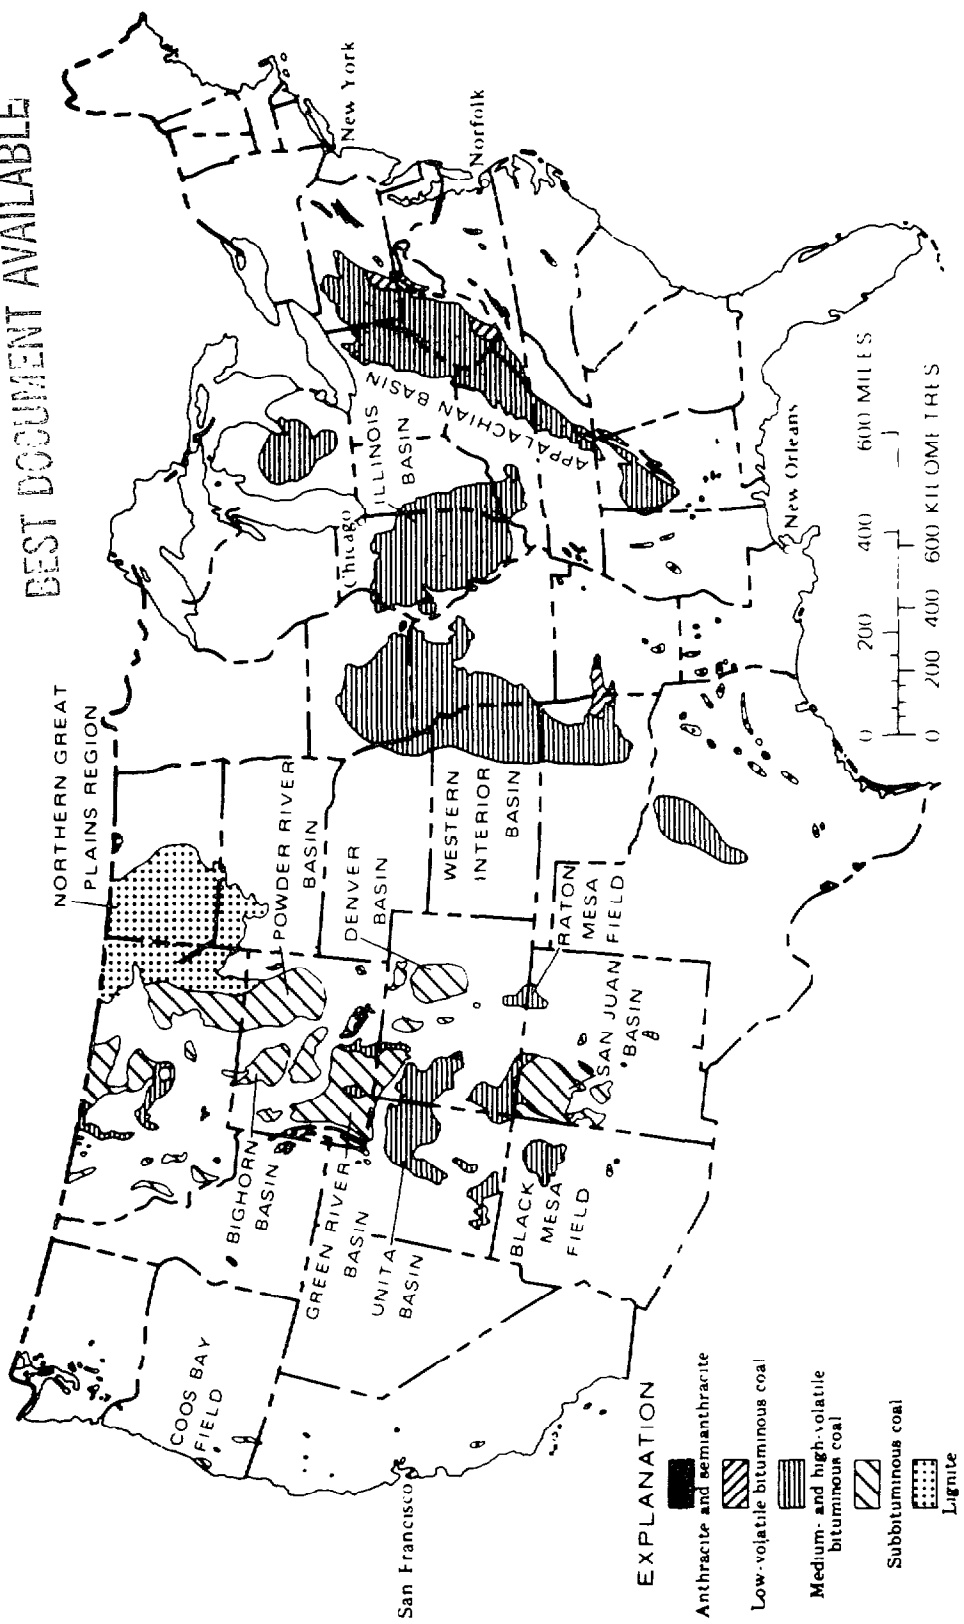 BEST DOCUMENT AVAILABLE
NORTHERN GREAT
PLAINS REGION
POWDER RIVER
BASIN
DENVER
BASIN
WESTERN
INTERIOR
BASIN
RATON
MESA
FIELD
SAN JUAN
BASIN
BIGHORN
BASIN
GREEN RIVER
BASIN
UNITA
BASIN
BLACK
MESA
FIELD
COOS BAY
FIELD
San Francisco
Chicago
ILLINOIS
BASIN
APPALACHIAN BASIN
New York
Norfolk
New Orleans
0 200 400 600 MILES
0 200 400 600 KILOMETRES
EXPLANATION
Anthracite and semianthracite
Low-volatile bituminous coal
Medium- and high-volatile
bituminous coal
Subbituminous coal
Lignite